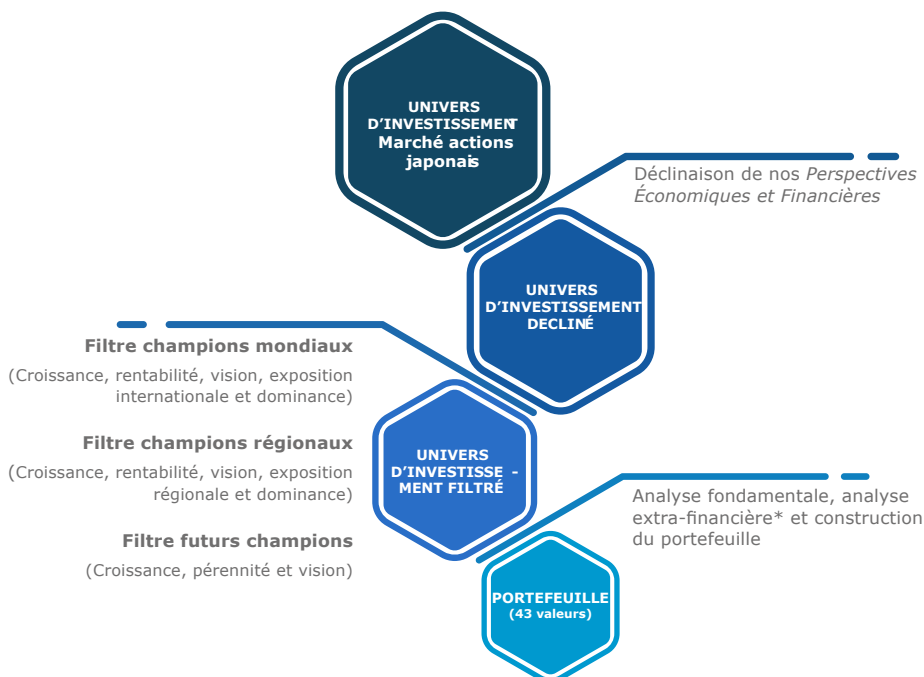 UNIVERS
D'INVESTISSEMENT
Marché actions
japonais
Déclinaison de nos Perspectives
Économiques et Financières
UNIVERS
D'INVESTISSEMENT
DECLINÉ
Filtre champions mondiaux
(Croissance, rentabilité, vision, exposition
internationale et dominance)
Filtre champions régionaux
(Croissance, rentabilité, vision, exposition
régionale et dominance)
Filtre futurs champions
(Croissance, pérennité et vision)
UNIVERS
D'INVESTISSE -
MENT FILTRÉ
Analyse fondamentale, analyse
extra-financière* et construction
du portefeuille
PORTEFEUILLE
(43 valeurs)